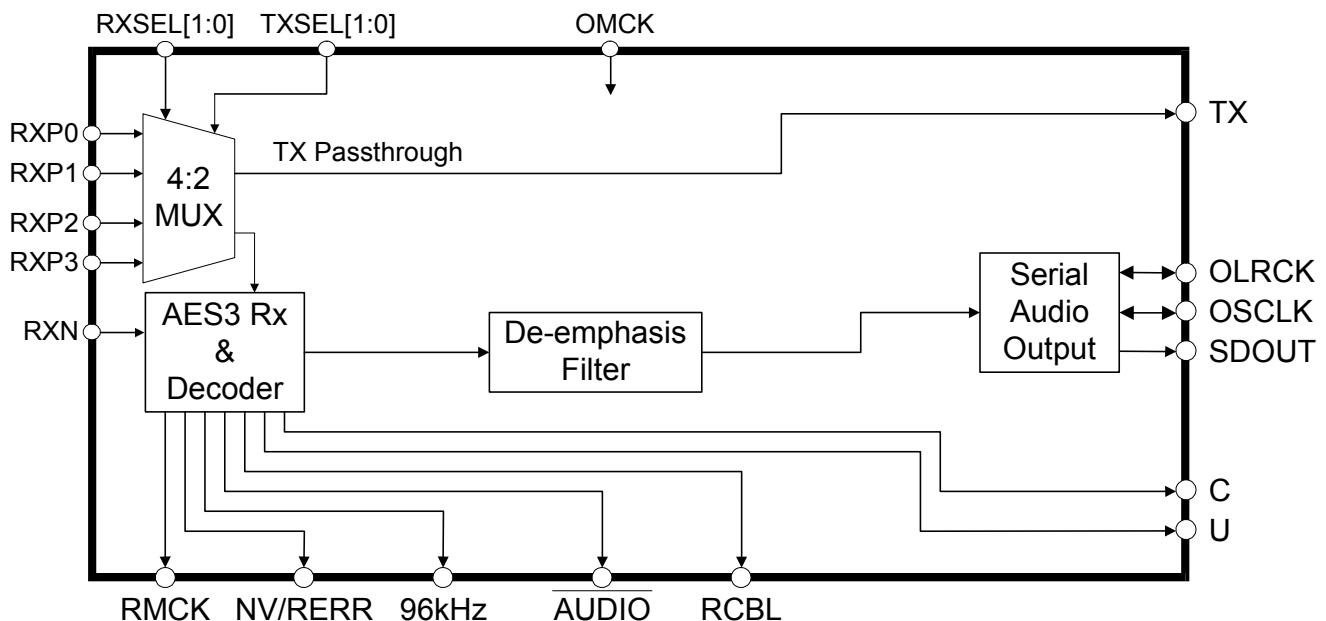 RXSEL[1:0]
TXSEL[1:0]
OMCK
RXP0
RXP1
RXP2
RXP3
RXN
4:2
MUX
TX Passthrough
TX
AES3 Rx
&
Decoder
De-emphasis
Filter
Serial
Audio
Output
OLRCK
OSCLK
SDOUT
C
U
RMCK
NV/RERR
96kHz
AUDIO
RCBL